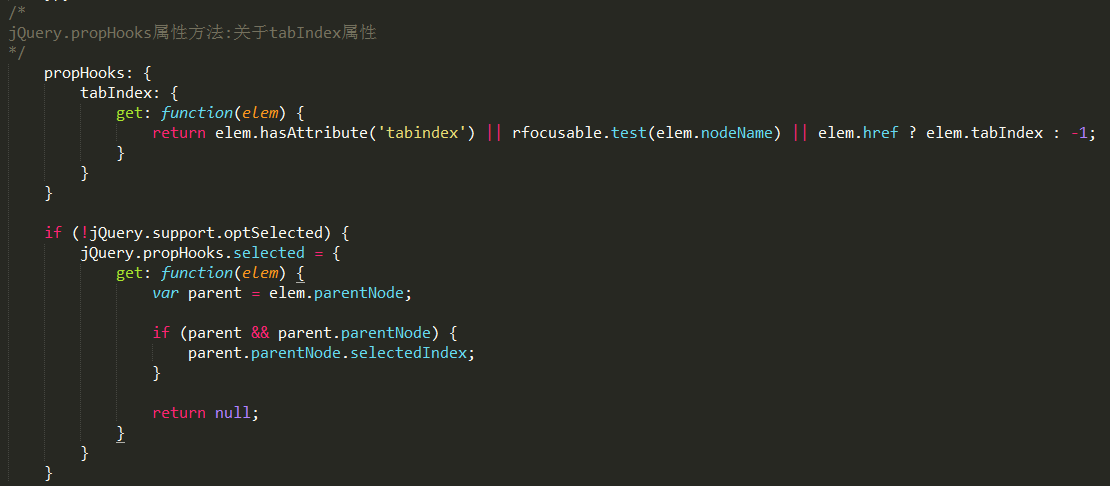 /*
jQuery.propHooks属性方法:关于tabIndex属性
*/
    propHooks: {
        tabIndex: {
            get: function(elem) {
                return elem.hasAttribute('tabindex') || rfocusable.test(elem.nodeName) || elem.href ? elem.tabIndex : -1;
            }
        }
    }

    if (!jQuery.support.optSelected) {
        jQuery.propHooks.selected = {
            get: function(elem) {
                var parent = elem.parentNode;

                if (parent && parent.parentNode) {
                    parent.parentNode.selectedIndex;
                }

                return null;
            }
        }
    }